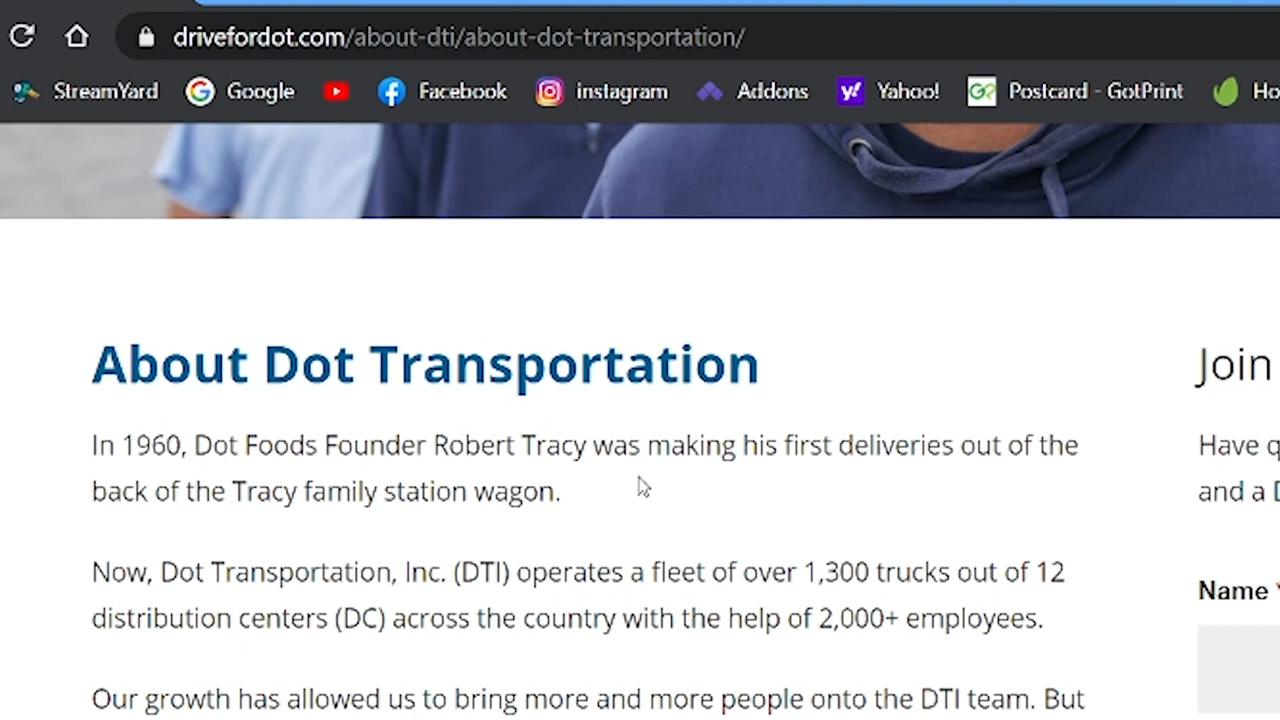 drivefordot.com/about-dti/about-dot-transportation/
StreamYard Google Facebook instagram Addons Yahoo! Postcard - GotPrint Ho
About Dot Transportation
In 1960, Dot Foods Founder Robert Tracy was making his first deliveries out of the
back of the Tracy family station wagon.
Now, Dot Transportation, Inc. (DTI) operates a fleet of over 1,300 trucks out of 12
distribution centers (DC) across the country with the help of 2,000+ employees.
Our growth has allowed us to bring more and more people onto the DTI team. But
Join
Have q
and a D
Name *